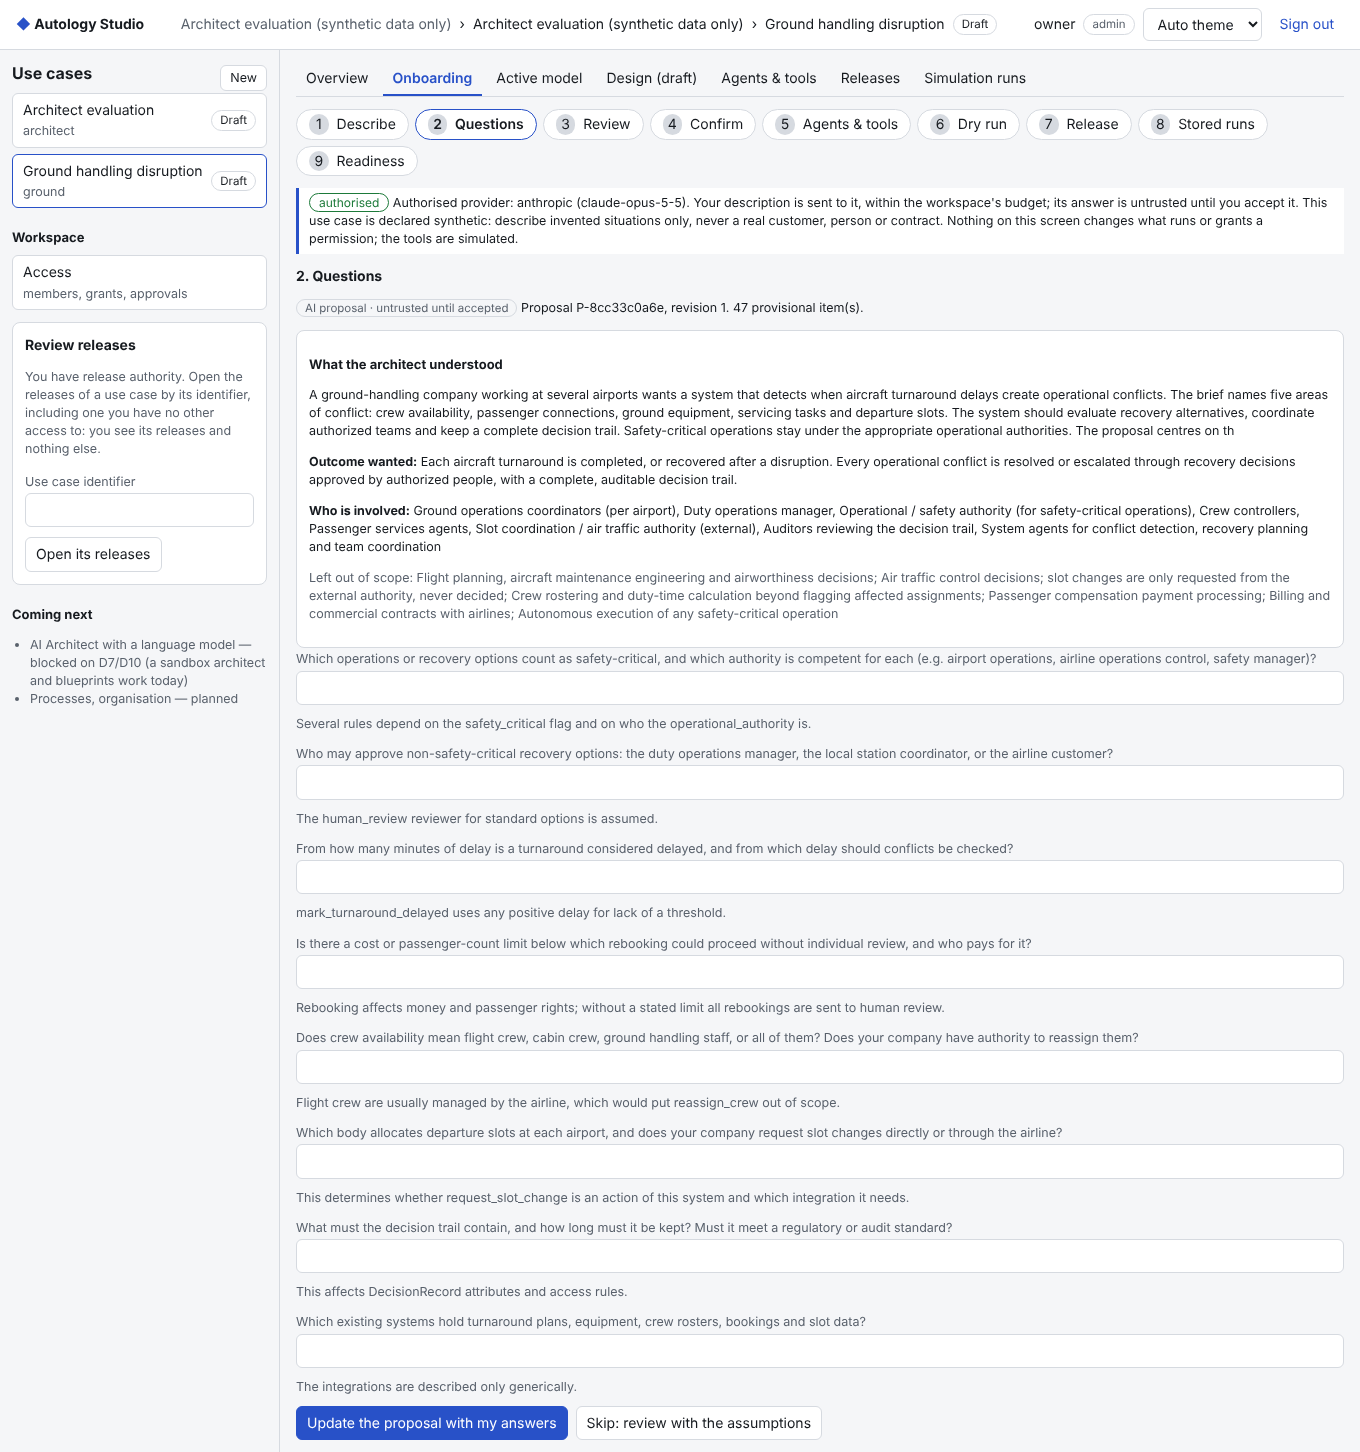 Autology Studio
Architect evaluation (synthetic data only) › Architect evaluation (synthetic data only) › Ground handling disruption Draft
owner admin Auto theme Sign out
Use cases New
Architect evaluation
architect
Draft
Ground handling disruption
ground
Draft
Workspace
Access
members, grants, approvals
Review releases
You have release authority. Open the
releases of a use case by its identifier,
including one you have no other
access to: you see its releases and
nothing else.
Use case identifier
Open its releases
Coming next
• AI Architect with a language model —
blocked on D7/D10 (a sandbox architect
and blueprints work today)
• Processes, organisation — planned
Overview Onboarding Active model Design (draft) Agents & tools Releases Simulation runs
1 Describe 2 Questions 3 Review 4 Confirm 5 Agents & tools 6 Dry run 7 Release 8 Stored runs
9 Readiness
authorised Authorised provider: anthropic (claude-opus-5-5). Your description is sent to it, within the workspace's budget; its answer is untrusted until you accept it. This
use case is declared synthetic: describe invented situations only, never a real customer, person or contract. Nothing on this screen changes what runs or grants a
permission; the tools are simulated.
2. Questions
AI proposal · untrusted until accepted Proposal P-8cc33c0a6e, revision 1. 47 provisional item(s).
What the architect understood
A ground-handling company working at several airports wants a system that detects when aircraft turnaround delays create operational conflicts. The brief names five areas
of conflict: crew availability, passenger connections, ground equipment, servicing tasks and departure slots. The system should evaluate recovery alternatives, coordinate
authorized teams and keep a complete decision trail. Safety-critical operations stay under the appropriate operational authorities. The proposal centres on th
Outcome wanted: Each aircraft turnaround is completed, or recovered after a disruption. Every operational conflict is resolved or escalated through recovery decisions
approved by authorized people, with a complete, auditable decision trail.
Who is involved: Ground operations coordinators (per airport), Duty operations manager, Operational / safety authority (for safety-critical operations), Crew controllers,
Passenger services agents, Slot coordination / air traffic authority (external), Auditors reviewing the decision trail, System agents for conflict detection, recovery planning
and team coordination
Left out of scope: Flight planning, aircraft maintenance engineering and airworthiness decisions; Air traffic control decisions; slot changes are only requested from the
external authority, never decided; Crew rostering and duty-time calculation beyond flagging affected assignments; Passenger compensation payment processing; Billing and
commercial contracts with airlines; Autonomous execution of any safety-critical operation
Which operations or recovery options count as safety-critical, and which authority is competent for each (e.g. airport operations, airline operations control, safety manager)?
Several rules depend on the safety_critical flag and on who the operational_authority is.
Who may approve non-safety-critical recovery options: the duty operations manager, the local station coordinator, or the airline customer?
The human_review reviewer for standard options is assumed.
From how many minutes of delay is a turnaround considered delayed, and from which delay should conflicts be checked?
mark_turnaround_delayed uses any positive delay for lack of a threshold.
Is there a cost or passenger-count limit below which rebooking could proceed without individual review, and who pays for it?
Rebooking affects money and passenger rights; without a stated limit all rebookings are sent to human review.
Does crew availability mean flight crew, cabin crew, ground handling staff, or all of them? Does your company have authority to reassign them?
Flight crew are usually managed by the airline, which would put reassign_crew out of scope.
Which body allocates departure slots at each airport, and does your company request slot changes directly or through the airline?
This determines whether request_slot_change is an action of this system and which integration it needs.
What must the decision trail contain, and how long must it be kept? Must it meet a regulatory or audit standard?
This affects DecisionRecord attributes and access rules.
Which existing systems hold turnaround plans, equipment, crew rosters, bookings and slot data?
The integrations are described only generically.
Update the proposal with my answers Skip: review with the assumptions